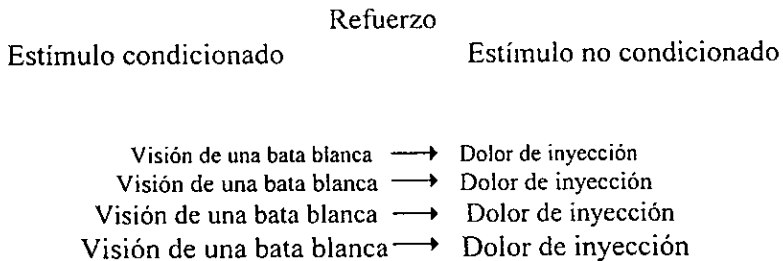 Refuerzo
Estímulo condicionado Estímulo no condicionado
Visión de una bata blanca → Dolor de inyección
Visión de una bata blanca → Dolor de inyección
Visión de una bata blanca → Dolor de inyección
Visión de una bata blanca → Dolor de inyección